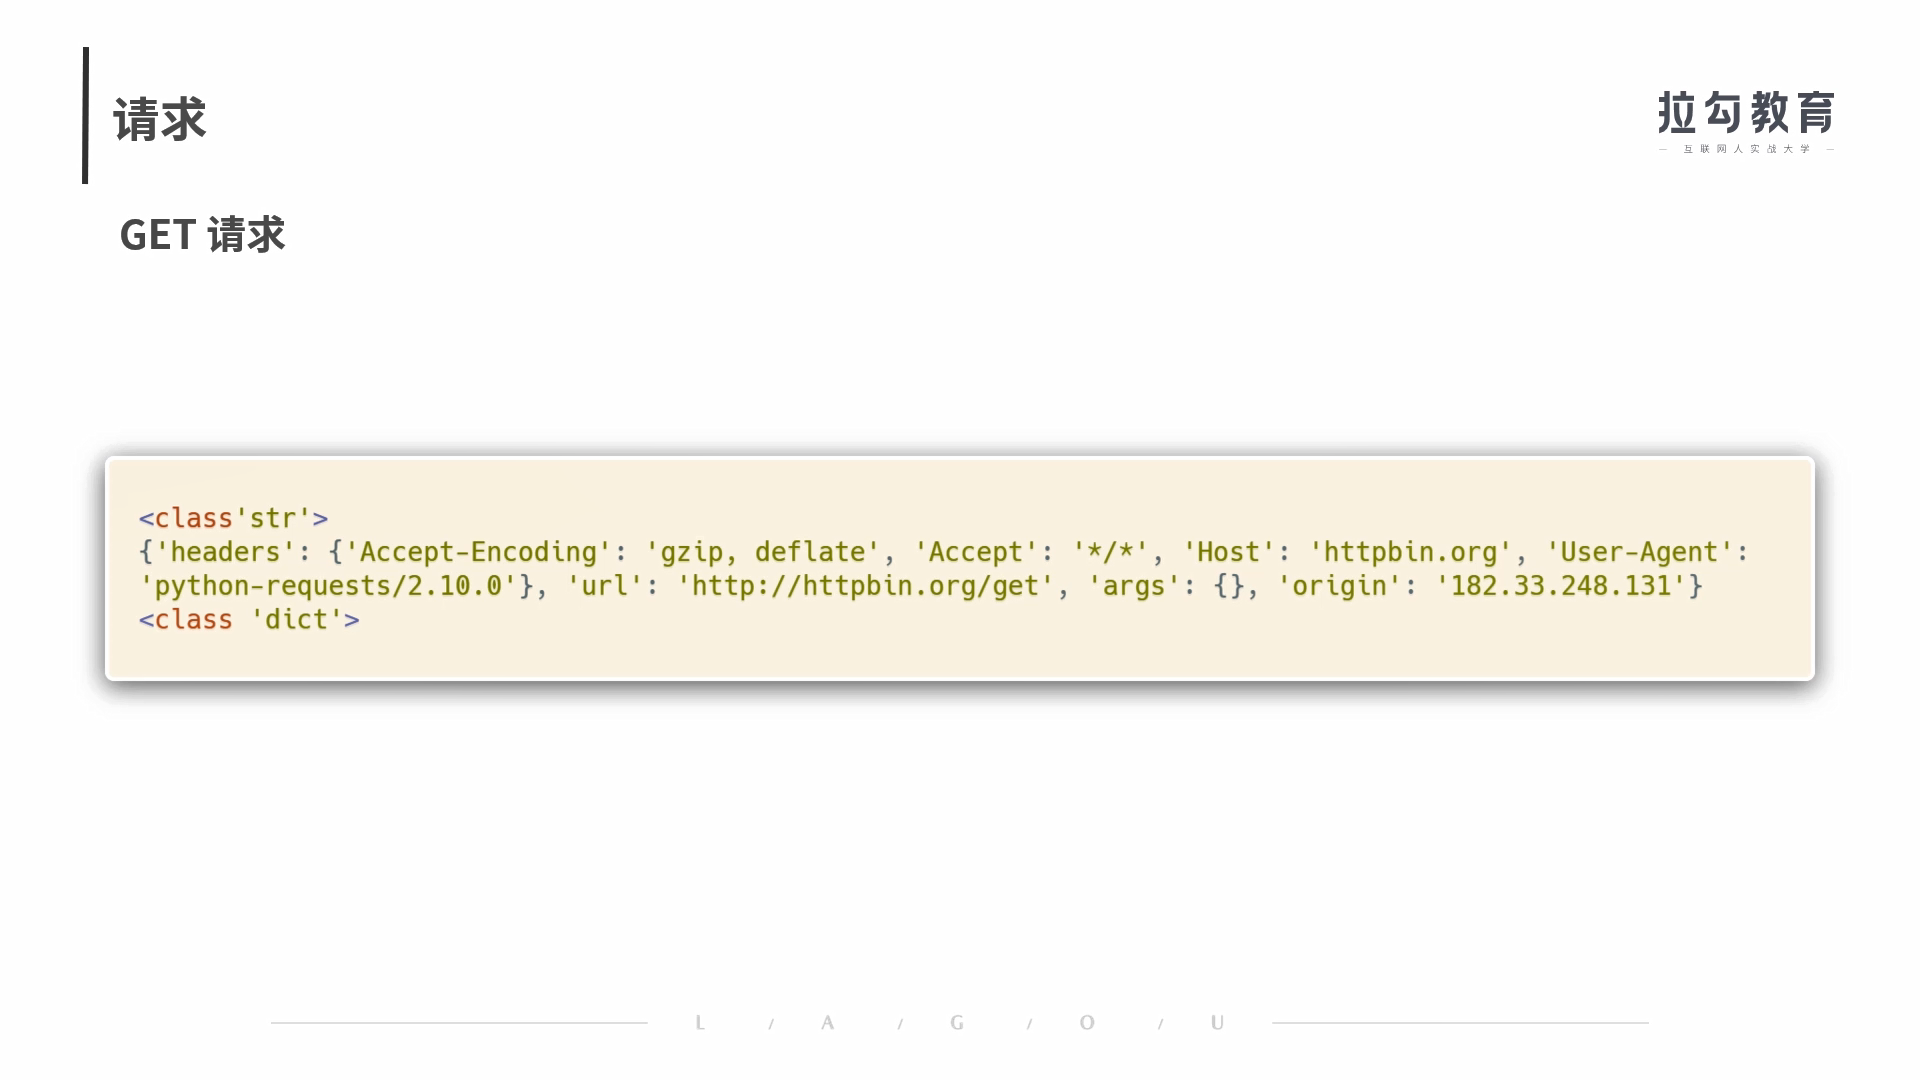 请求
拉勾教育
— 互联网人实战大学 —
GET 请求
<class'str'>
{'headers': {'Accept-Encoding': 'gzip, deflate', 'Accept': '*/*', 'Host': 'httpbin.org', 'User-Agent':
'python-requests/2.10.0'}, 'url': 'http://httpbin.org/get', 'args': {}, 'origin': '182.33.248.131'}
<class 'dict'>
L / A / G / O / U